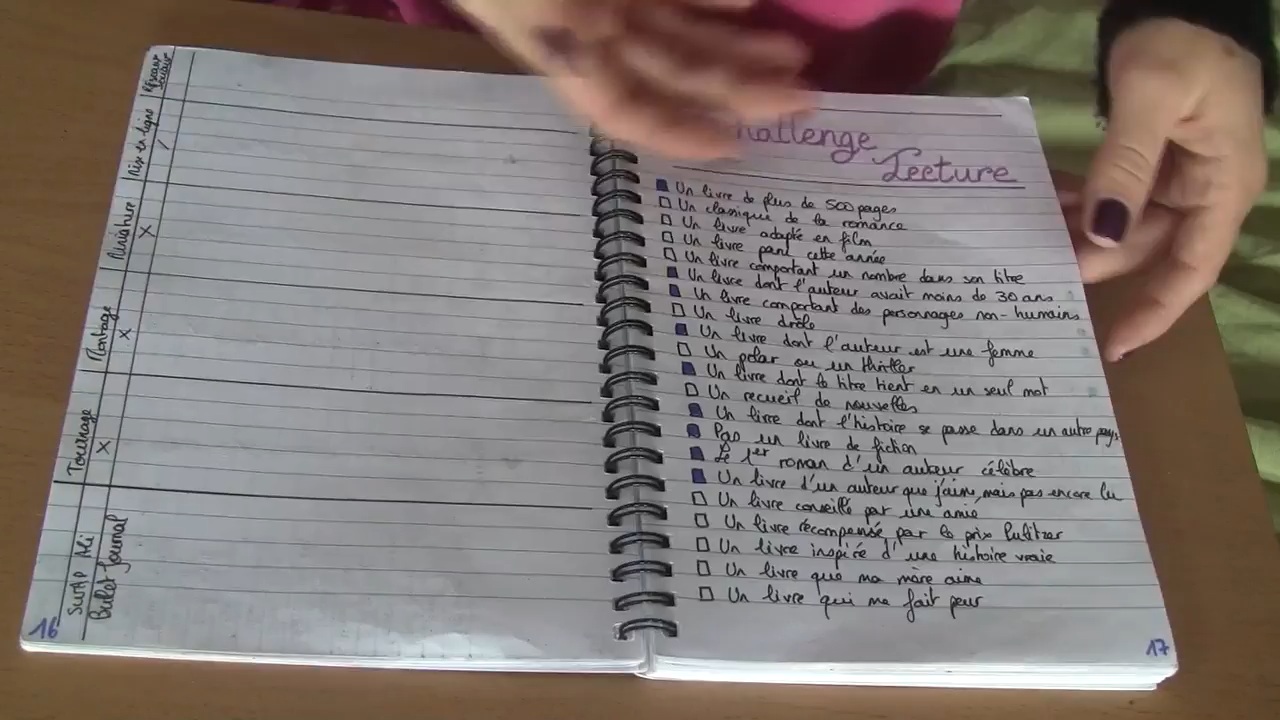 Réseaux sociaux
Mise en ligne
Miniature
X
Montage
X
Tournage
X
Swap Ali
Bullet Journal
16
hallenge
Lecture
Un livre de plus de 500 pages
Un classique de la romance
Un livre adapté en film
Un livre paru cette année
Un livre comportant un nombre dans son titre
Un livre dont l'auteur avait moins de 30 ans
Un livre comportant des personnages non-humains
Un livre drôle
Un livre dont l'auteur est une femme
Un polar ou un thriller
Un livre dont le titre tient en un seul mot
Un recueil de nouvelles
Un livre dont l'histoire se passe dans un autre pays
Pas un livre de fiction
Le 1er roman d'un auteur célèbre
Un livre d'un auteur que j'aime, mais pas encore lu
Un livre conseillé par une amie
Un livre récompensé par le prix Pulitzer
Un livre inspiré d'une histoire vraie
Un livre que ma mère aime
Un livre qui me fait peur
17